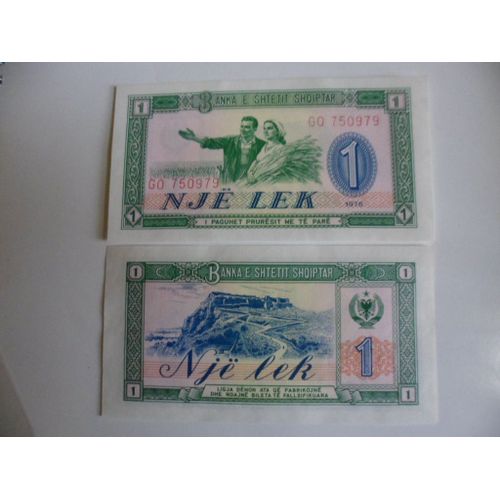 1 BANKA E SHTETIT SHQIPTAR 1
GQ 750979
1
GQ 750979
NJË LEK 1976
1 I PAGUHET PRURËSIT ME TË PARË 1
1 BANKA E SHTETIT SHQIPTAR 1
Një lek 1
LIGJA DËNON ATA QË FABRIKOJNË
1 DHE NDAJNË BILETA TË FALLSIFIKUARA 1